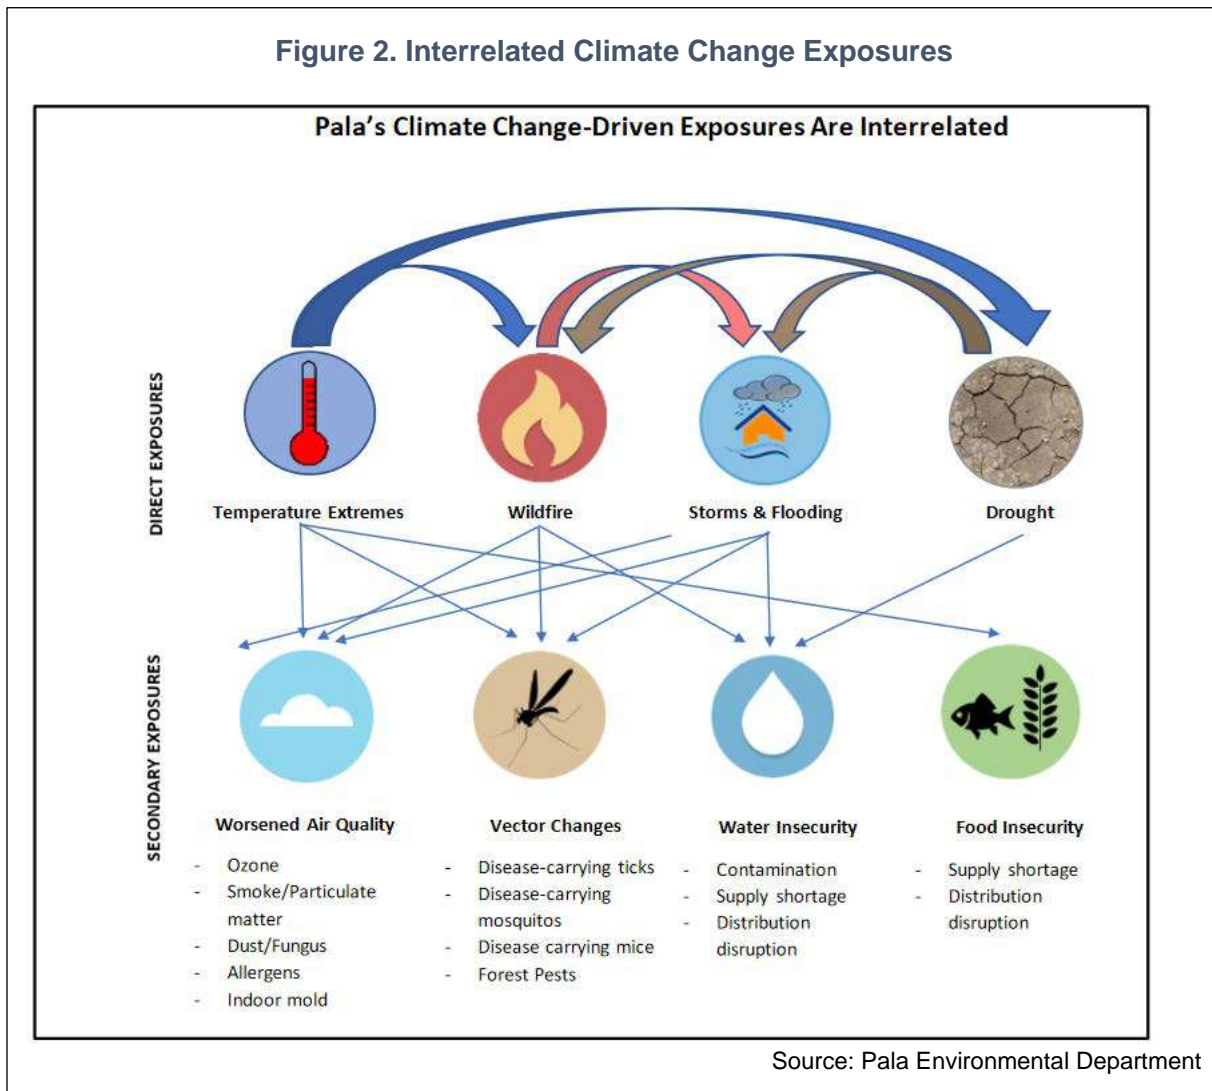 Figure 2. Interrelated Climate Change Exposures
Pala's Climate Change-Driven Exposures Are Interrelated
DIRECT EXPOSURES
Temperature Extremes
Wildfire
Storms & Flooding
Drought
SECONDARY EXPOSURES
Worsened Air Quality
- Ozone
- Smoke/Particulate
matter
- Dust/Fungus
- Allergens
- Indoor mold
Vector Changes
- Disease-carrying ticks
- Disease-carrying
mosquitos
- Disease carrying mice
- Forest Pests
Water Insecurity
- Contamination
- Supply shortage
- Distribution
disruption
Food Insecurity
- Supply shortage
- Distribution
disruption
Source: Pala Environmental Department